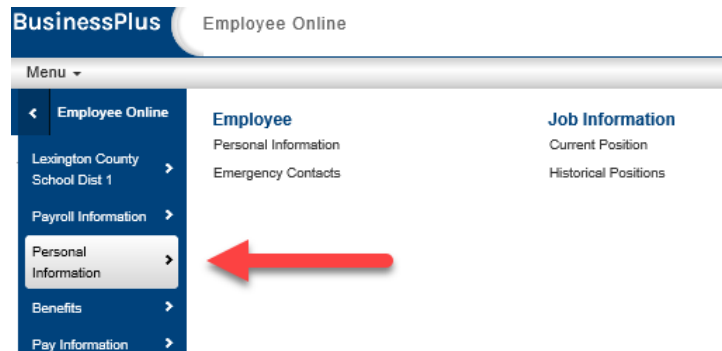 BusinessPlus
Employee Online
Menu
Employee Online
Lexington County
School Dist 1
Payroll Information
Personal
Information
Benefits
Pay Information
Employee
Personal Information
Emergency Contacts
Job Information
Current Position
Historical Positions